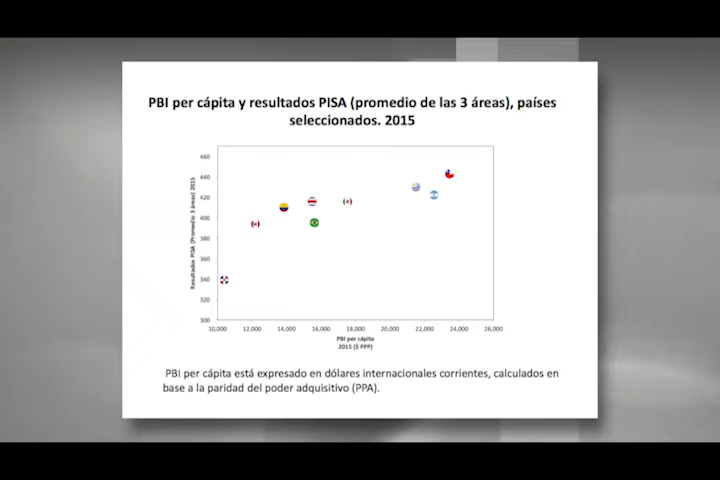 PBI per cápita y resultados PISA (promedio de las 3 áreas), países
seleccionados. 2015
Resultados PISA (Promedio 3 áreas) 2015
460
440
420
400
380
360
340
320
300
10,000 12,000 14,000 16,000 18,000 20,000 22,000 24,000 26,000
PBI per cápita
2015 ($ PPP)
PBI per cápita está expresado en dólares internacionales corrientes, calculados en
base a la paridad del poder adquisitivo (PPA).